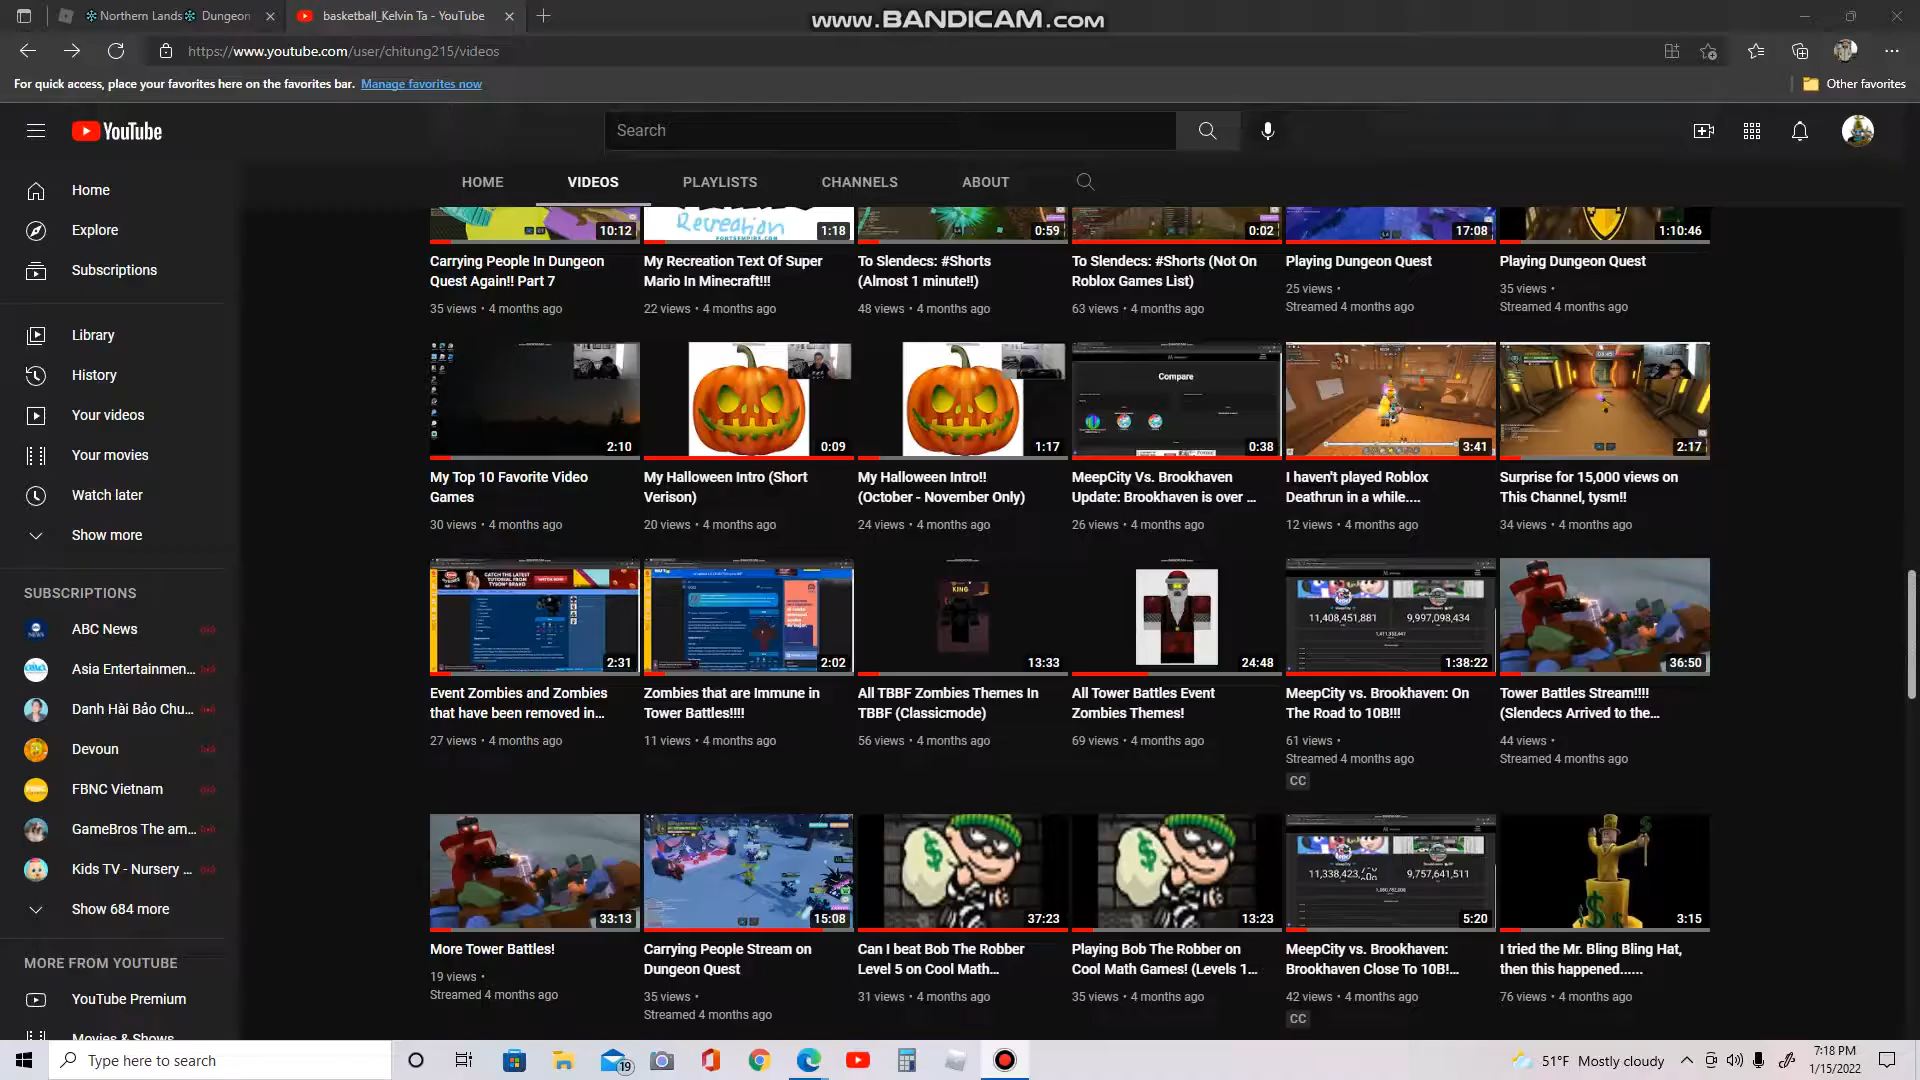 Northern Lands Dungeon
basketball_Kelvin Ta - YouTube
www.BANDICAM.com
https://www.youtube.com/user/chitung215/videos
For quick access, place your favorites here on the favorites bar. Manage favorites now
Other favorites
YouTube
Search
HOME VIDEOS PLAYLISTS CHANNELS ABOUT
Home
Explore
Subscriptions
Library
History
Your videos
Your movies
Watch later
Show more
SUBSCRIPTIONS
ABC News
Asia Entertainmen...
Danh Hài Bảo Chu...
Devoun
FBNC Vietnam
GameBros The am...
Kids TV - Nursery ...
Show 684 more
MORE FROM YOUTUBE
YouTube Premium
Movies & Shows
Recreation
10:12 1:18 0:59 0:02 17:08 1:10:46
Carrying People In Dungeon
Quest Again!! Part 7
35 views • 4 months ago
My Recreation Text Of Super
Mario In Minecraft!!!
22 views • 4 months ago
To Slendecs: #Shorts
(Almost 1 minute!!)
48 views • 4 months ago
To Slendecs: #Shorts (Not On
Roblox Games List)
63 views • 4 months ago
Playing Dungeon Quest
25 views •
Streamed 4 months ago
Playing Dungeon Quest
35 views •
Streamed 4 months ago
Compare
2:10 0:09 1:17 0:38 3:41 2:17
My Top 10 Favorite Video
Games
30 views • 4 months ago
My Halloween Intro (Short
Verison)
20 views • 4 months ago
My Halloween Intro!!
(October - November Only)
24 views • 4 months ago
MeepCity Vs. Brookhaven
Update: Brookhaven is over ...
26 views • 4 months ago
I haven't played Roblox
Deathrun in a while....
12 views • 4 months ago
Surprise for 15,000 views on
This Channel, tysm!!
34 views • 4 months ago
CATCH THE LATEST
TUTORIAL FROM
TYSON BRAND
KING
11,408,451,881 9,997,098,434
2:31 2:02 13:33 24:48 1:38:22 36:50
Event Zombies and Zombies
that have been removed in...
27 views • 4 months ago
Zombies that are Immune in
Tower Battles!!!!
11 views • 4 months ago
All TBBF Zombies Themes In
TBBF (Classicmode)
56 views • 4 months ago
All Tower Battles Event
Zombies Themes!
69 views • 4 months ago
MeepCity vs. Brookhaven: On
The Road to 10B!!!
61 views •
Streamed 4 months ago
CC
Tower Battles Stream!!!!
(Slendecs Arrived to the...
44 views •
Streamed 4 months ago
9,757,641,511
33:13 15:08 37:23 13:23 5:20 3:15
More Tower Battles!
19 views •
Streamed 4 months ago
Carrying People Stream on
Dungeon Quest
35 views •
Streamed 4 months ago
Can I beat Bob The Robber
Level 5 on Cool Math...
31 views • 4 months ago
Playing Bob The Robber on
Cool Math Games! (Levels 1...
35 views • 4 months ago
MeepCity vs. Brookhaven:
Brookhaven Close To 10B!...
42 views • 4 months ago
CC
I tried the Mr. Bling Bling Hat,
then this happened......
76 views • 4 months ago
Type here to search
19
51°F Mostly cloudy
7:18 PM
1/15/2022